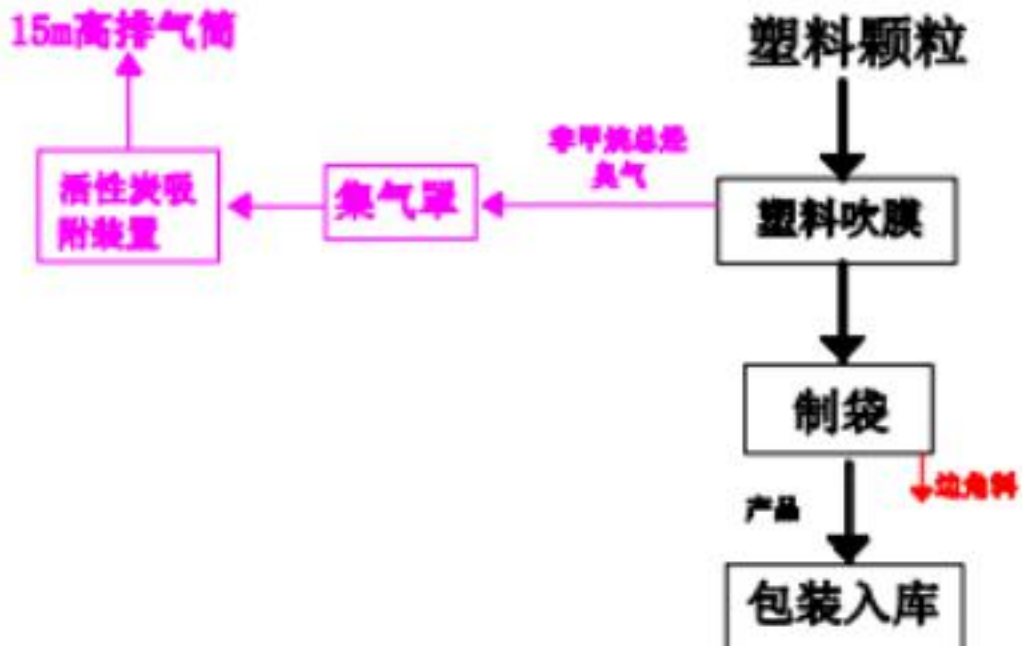 15m高排气筒
塑料颗粒
非甲烷总烃
臭气
活性炭吸
附装置
集气罩
塑料吹膜
制袋
边角料
产品
包装入库